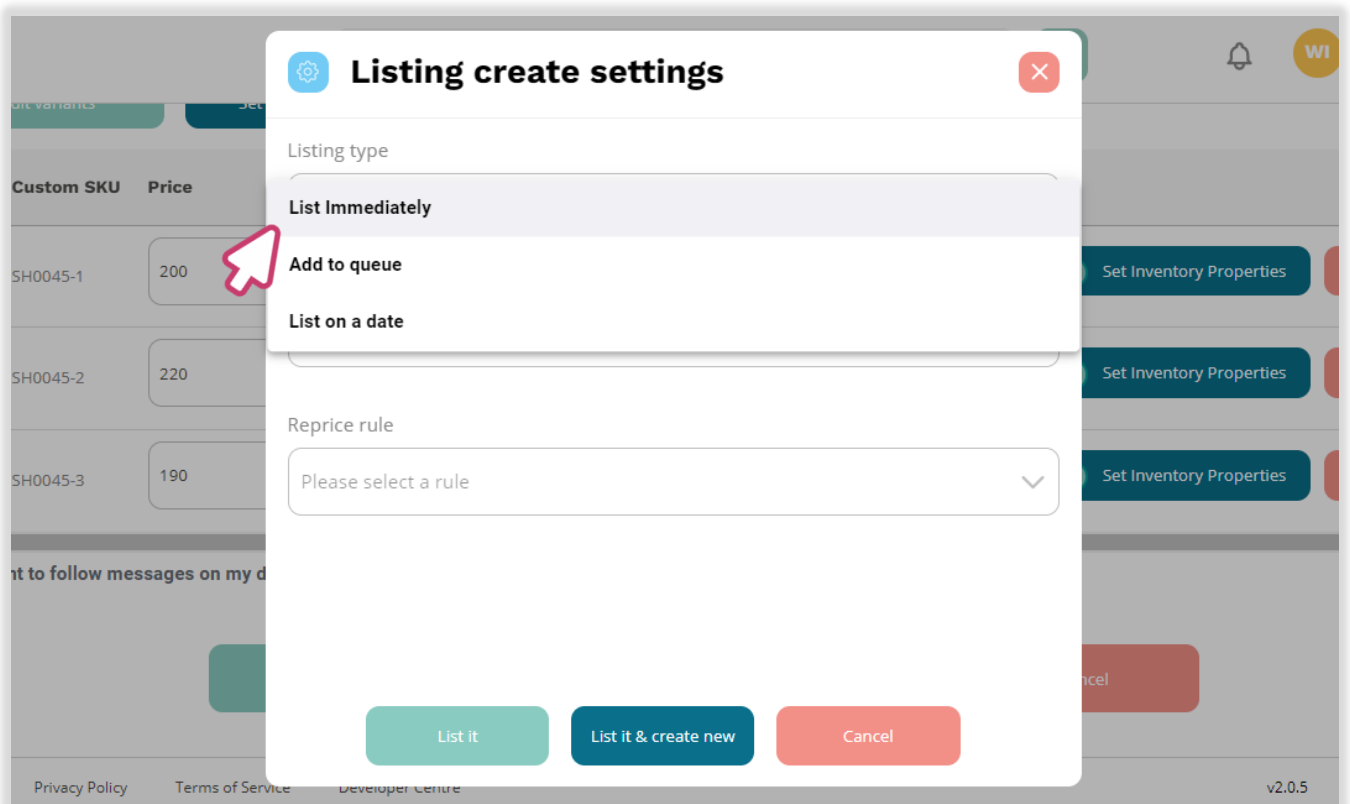 WI
Listing create settings
Listing type
Custom SKU Price
List Immediately
Add to queue
List on a date
SH0045-1 200 Set Inventory Properties
SH0045-2 220 Set Inventory Properties
Reprice rule
Please select a rule
SH0045-3 190 Set Inventory Properties
to follow messages on my
List it
List it & create new
Cancel
Privacy Policy Terms of Service Developer Centre v2.0.5